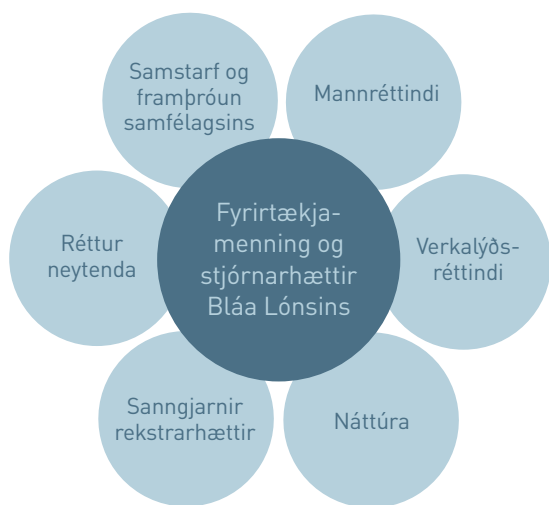 Samstarf og
framþróun
samfélagsins
Mannréttindi
Fyrirtækja-
menning og
stjórnarhættir
Bláa Lónsins
Réttur
neytenda
Verkalýðs-
réttindi
Sanngjarnir
rekstrarhættir
Náttúra